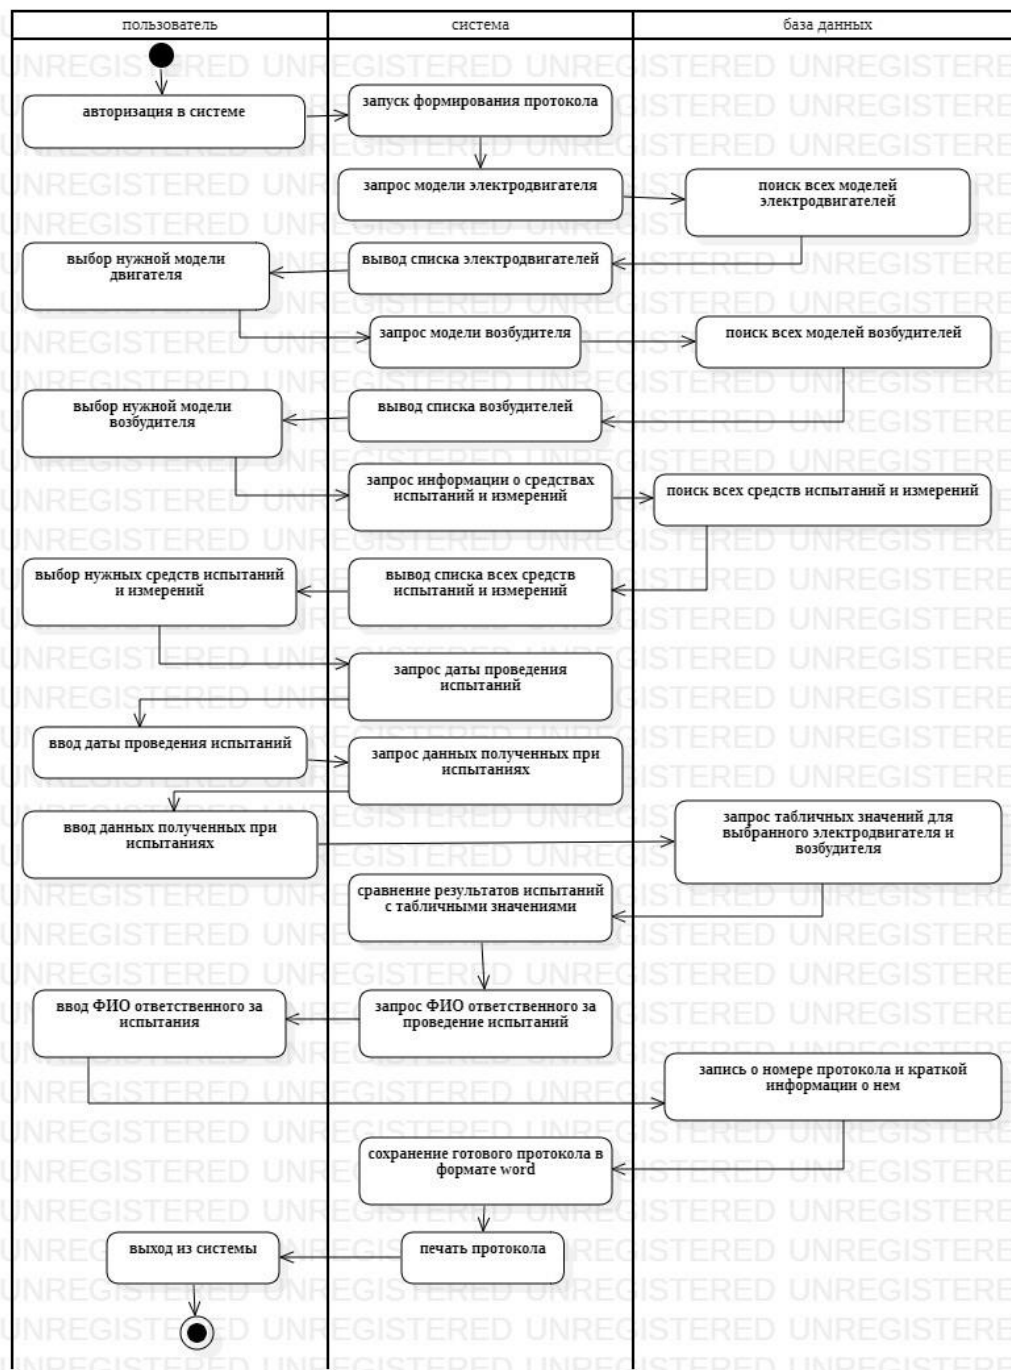 пользователь
система
база данных
авторизация в системе
запуск формирования протокола
запрос модели электродвигателя
поиск всех моделей
электродвигателей
выбор нужной модели
двигателя
вывод списка электродвигателей
запрос модели возбудителя
поиск всех моделей возбудителей
выбор нужной модели
возбудителя
вывод списка возбудителей
запрос информации о средствах
испытаний и измерений
поиск всех средств испытаний и измерений
выбор нужных средств испытаний
и измерений
вывод списка всех средств
испытаний и измерений
запрос даты проведения
испытаний
ввод даты проведения испытаний
запрос данных полученных при
испытаниях
ввод данных полученных при
испытаниях
запрос табличных значений для
выбранного электродвигателя и
возбудителя
сравнение результатов испытаний
с табличными значениями
ввод ФИО ответственного за
испытания
запрос ФИО ответственного за
проведение испытаний
запись о номере протокола и краткой
информации о нем
сохранение готового протокола в
формате word
выход из системы
печать протокола
UNREGISTERED